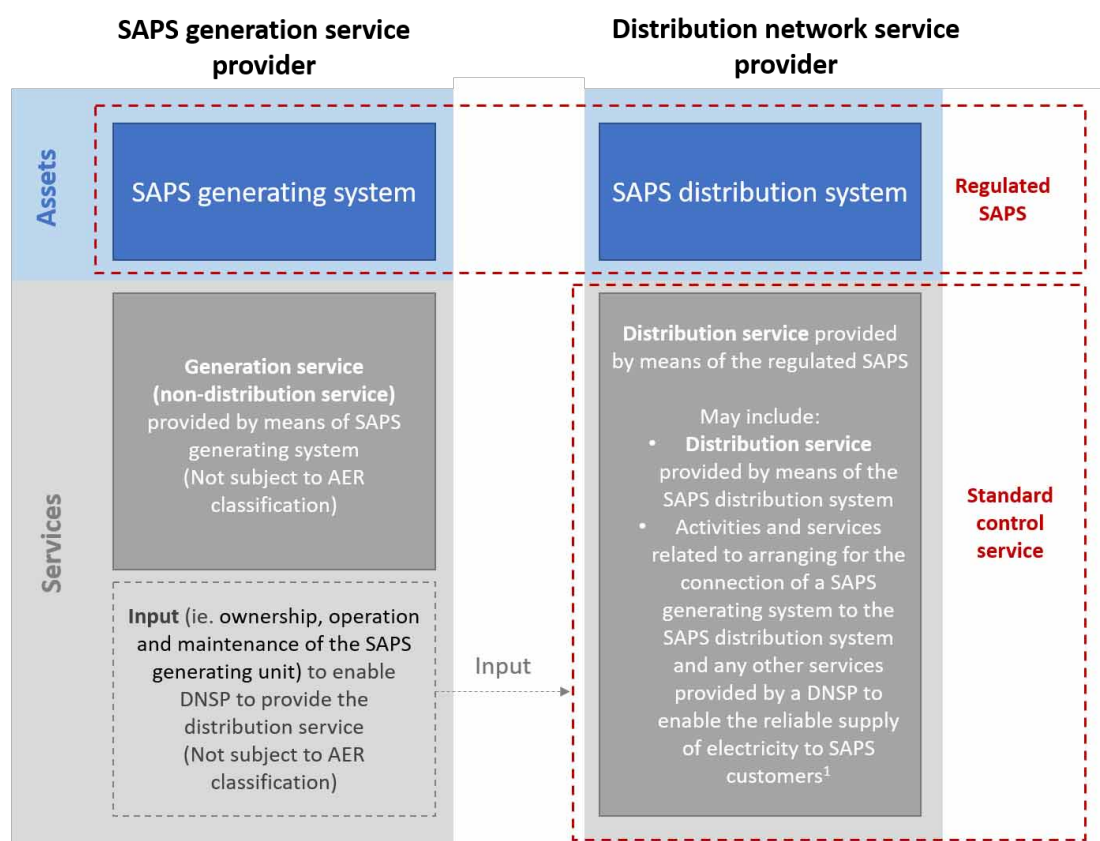 SAPS generation service
provider
Distribution network service
provider
Assets
SAPS generating system
SAPS distribution system
Regulated
SAPS
Services
Generation service
(non-distribution service)
provided by means of SAPS
generating system
(Not subject to AER
classification)
Input (ie. ownership, operation
and maintenance of the SAPS
generating unit) to enable
DNSP to provide the
distribution service
(Not subject to AER
classification)
Input
Distribution service provided
by means of the regulated SAPS
May include:
• Distribution service
provided by means of the
SAPS distribution system
• Activities and services
related to arranging for the
connection of a SAPS
generating system to the
SAPS distribution system
and any other services
provided by a DNSP to
enable the reliable supply
of electricity to SAPS
customers¹
Standard
control
service